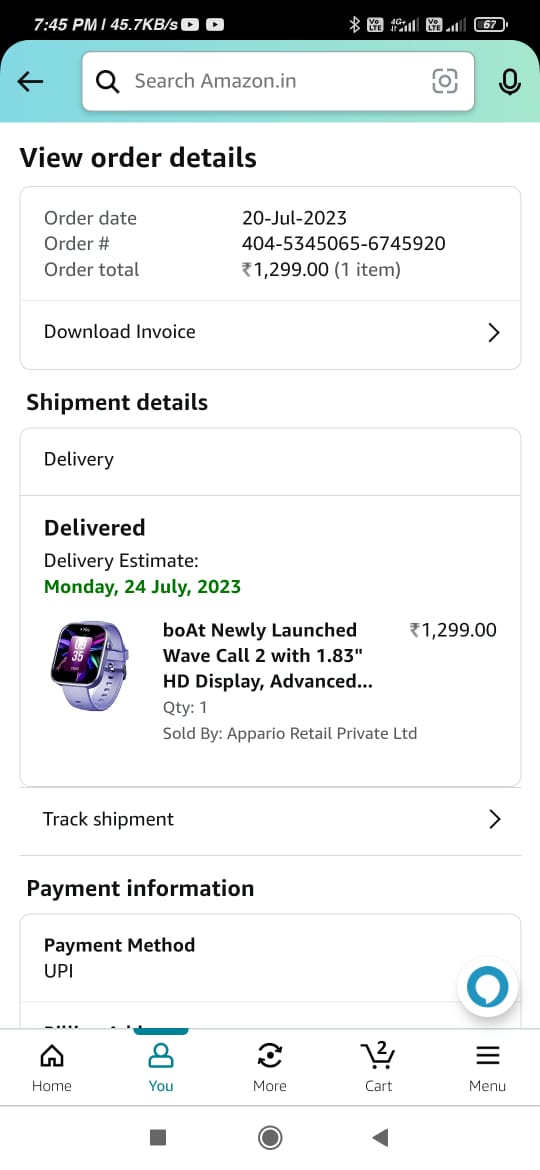 7:45 PM | 45.7KB/s
4G+
67
Search Amazon.in
View order details
Order date 20-Jul-2023
Order # 404-5345065-6745920
Order total ₹1,299.00 (1 item)
Download Invoice
Shipment details
Delivery
Delivered
Delivery Estimate:
Monday, 24 July, 2023
boAt Newly Launched ₹1,299.00
Wave Call 2 with 1.83"
HD Display, Advanced...
Qty: 1
Sold By: Appario Retail Private Ltd
Track shipment
Payment information
Payment Method
UPI
2
Home You More Cart Menu